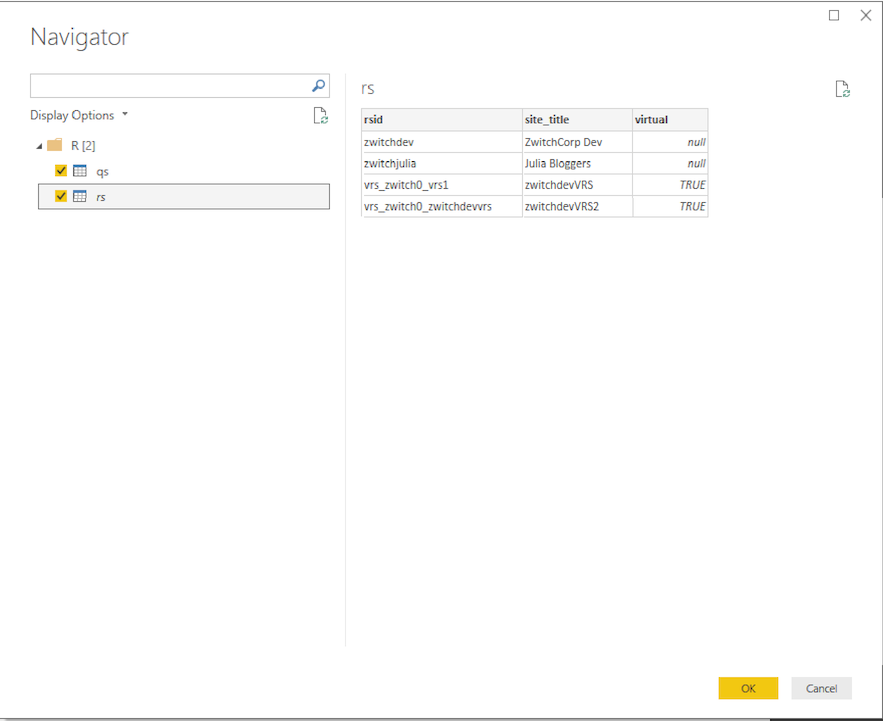 Navigator
Display Options
R [2]
qs
rs
rs
rsid site_title virtual
zwitchdev ZwitchCorp Dev null
zwitchjulia Julia Bloggers null
vrs_zwitch0_vrs1 zwitchdevVRS TRUE
vrs_zwitch0_zwitchdevvrs zwitchdevVRS2 TRUE
OK Cancel